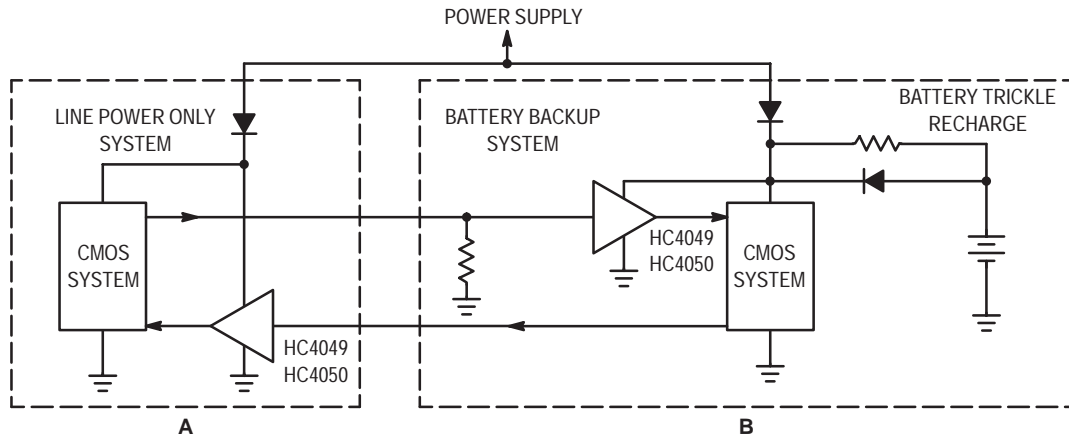 POWER SUPPLY
LINE POWER ONLY
SYSTEM
BATTERY BACKUP
SYSTEM
BATTERY TRICKLE
RECHARGE
CMOS
SYSTEM
HC4049
HC4050
HC4049
HC4050
CMOS
SYSTEM
A
B